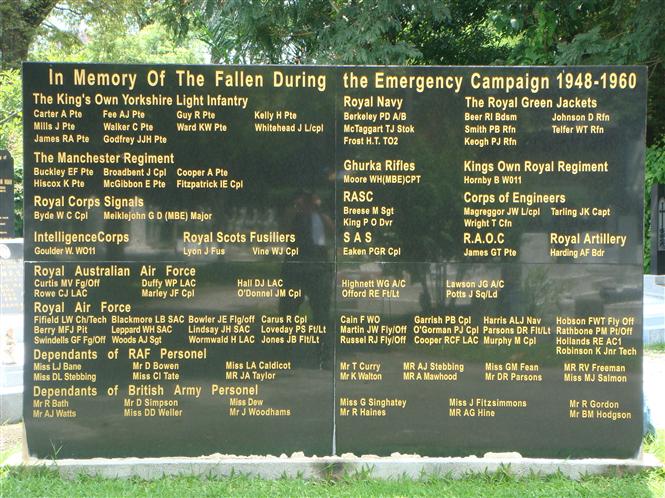 In Memory Of The Fallen During the Emergency Campaign 1948-1960
The King's Own Yorkshire Light Infantry
Carter A Pte Fee AJ Pte Guy R Pte Kelly H Pte
Mills J Pte Walker C Pte Ward KW Pte Whitehead J L/cpl
James RA Pte Godfrey JJH Pte
The Manchester Regiment
Buckley EF Pte Broadbent J Cpl Cooper A Pte
Hiscox K Pte McGibbon E Pte Fitzpatrick IE Cpl
Royal Corps Signals
Byde W C Cpl Meiklejohn G D (MBE) Major
IntelligenceCorps Royal Scots Fusiliers
Goulder W. WO11 Lyon J Fus Vine WJ Cpl
Royal Navy The Royal Green Jackets
Berkeley PD A/B Beer RI Bdsm Johnson D Rfn
McTaggart TJ Stok Smith PB Rfn Telfer WT Rfn
Frost H.T. TO2 Keogh PJ Rfn
Ghurka Rifles Kings Own Royal Regiment
Moore WH(MBE)CPT Hornby B W011
RASC Corps of Engineers
Breese M Sgt Magreggor JW L/cpl Tarling JK Capt
King P O Dvr Wright T Cfn
S A S R.A.O.C Royal Artillery
Eaken PGR Cpl James GT Pte Harding AF Bdr
Royal Australian Air Force
Curtis MV Fg/Off Duffy WP LAC Hall DJ LAC Highnett WG A/C Lawson JG A/C
Rowe CJ LAC Marley JF Cpl O'Donnel JM Cpl Offord RE Ft/Lt Potts J Sq/Ld
Royal Air Force
Fifield LW Ch/Tech Blackmore LB SAC Bowler JE Flg/off Carus R Cpl
Berry MFJ Pit Leppard WH SAC Lindsay JH SAC Loveday PS Ft/Lt
Swindells GF Fg/Off Woods AJ Sgt Wormwald H LAC Jones JB Flt/Lt
Cain F WO Garrish PB Cpl Harris ALJ Nav Hobson FWT Fly Off
Martin JW Fly/Off O'Gorman PJ Cpl Parsons DR Flt/Lt Rathbone PM Pt/Off
Russel RJ Fly/Off Cooper RCF LAC Murphy M Cpl Hollands RE AC1
Robinson K Jnr Tech
Dependants of RAF Personel
Miss LJ Bane Mr D Bowen Miss LA Caldicot Mr T Curry MR AJ Stebbing Miss GM Fean MR RV Freeman
Miss DL Stebbing Miss CI Tate MR JA Taylor Mr K Walton MR A Mawhood Mr DR Parsons Miss MJ Salmon
Dependants of British Army Personel
Mr R Bath Mr D Simpson Miss Dew Miss G Singhatey Miss J Fitzsimmons Mr R Gordon
Mr AJ Watts Miss DD Weller Mr J Woodhams Mr R Haines MR AG Hine Mr BM Hodgson